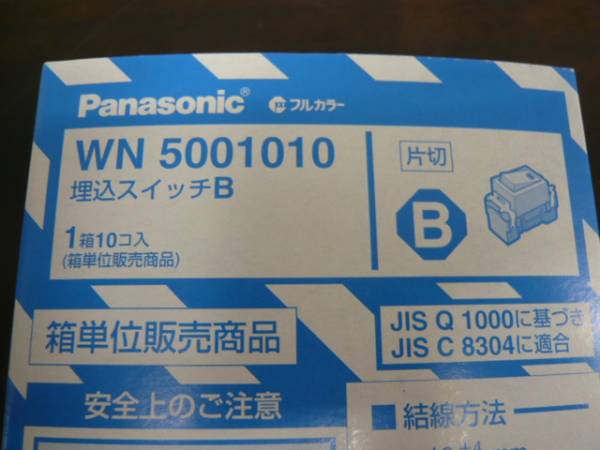 Panasonic® フルカラー
WN 5001010
埋込スイッチB
1箱10コ入
(箱単位販売商品)
片切
B
箱単位販売商品
JIS Q 1000に基づき
JIS C 8304に適合
安全上のご注意
■ 結線方法